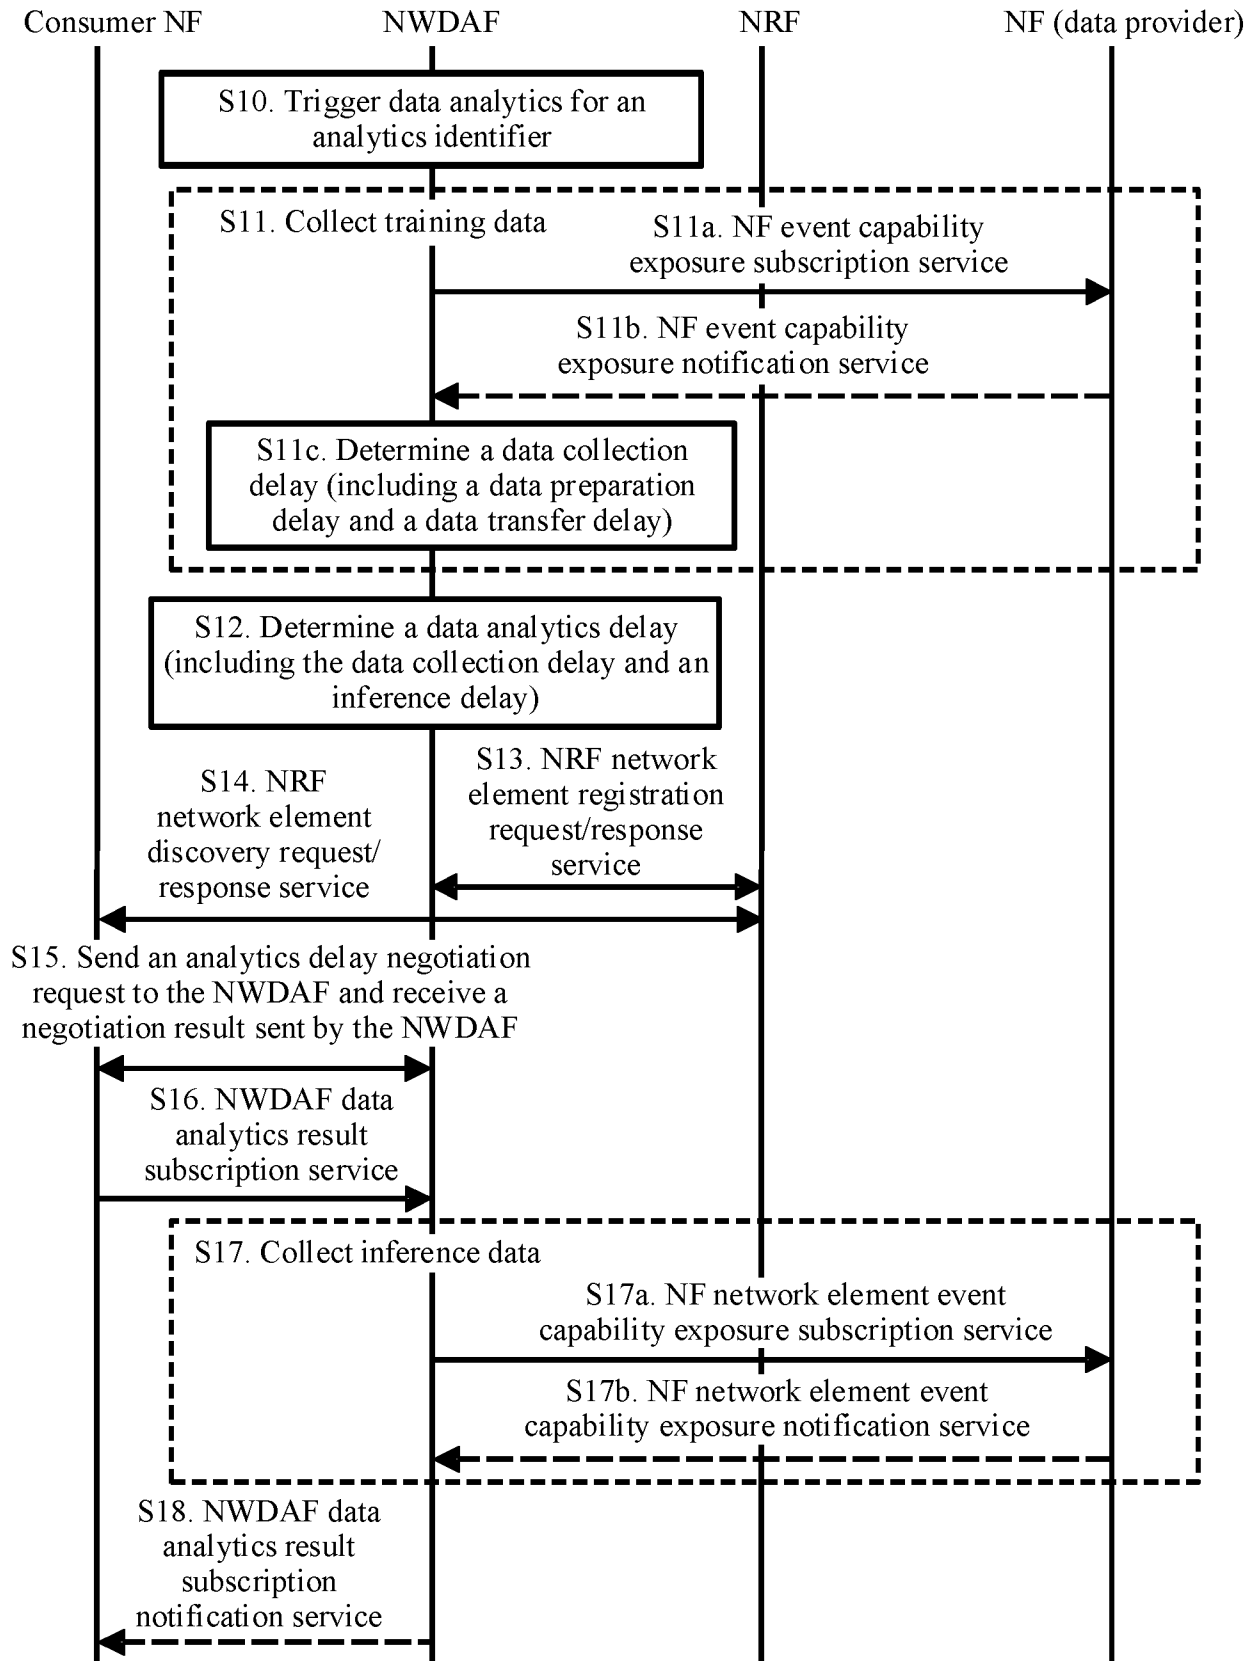 Consumer NF
NWDAF
NRF
NF (data provider)
S10. Trigger data analytics for an
analytics identifier
S11. Collect training data
S11a. NF event capability
exposure subscription service
S11b. NF event capability
exposure notification service
S11c. Determine a data collection
delay (including a data preparation
delay and a data transfer delay)
S12. Determine a data analytics delay
(including the data collection delay and an
inference delay)
S13. NRF network
element registration
request/response
service
S14. NRF
network element
discovery request/
response service
S15. Send an analytics delay negotiation
request to the NWDAF and receive a
negotiation result sent by the NWDAF
S16. NWDAF data
analytics result
subscription service
S17. Collect inference data
S17a. NF network element event
capability exposure subscription service
S17b. NF network element event
capability exposure notification service
S18. NWDAF data
analytics result
subscription
notification service